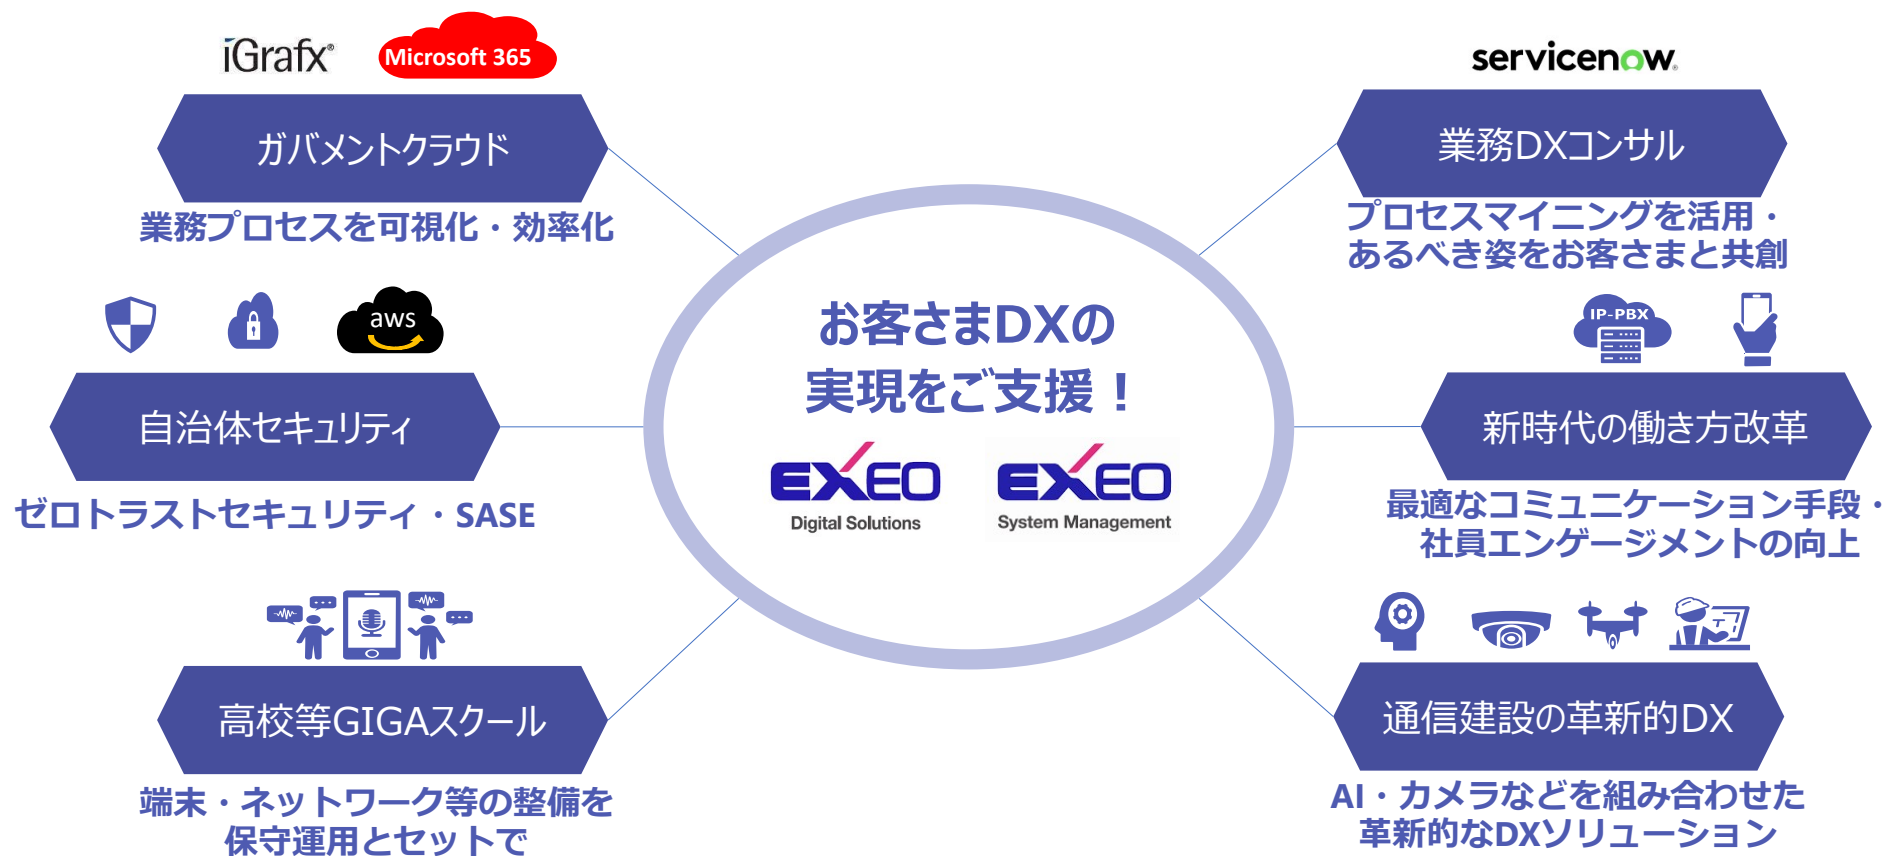 iGrafx®
Microsoft 365
ガバメントクラウド
業務プロセスを可視化・効率化
aws
自治体セキュリティ
ゼロトラストセキュリティ・SASE
高校等GIGAスクール
端末・ネットワーク等の整備を
保守運用とセットで
お客さまDXの
実現をご支援！
EXEO
Digital Solutions
EXEO
System Management
servicenow
業務DXコンサル
プロセスマイニングを活用・
あるべき姿をお客さまと共創
IP-PBX
新時代の働き方改革
最適なコミュニケーション手段・
社員エンゲージメントの向上
通信建設の革新的DX
AI・カメラなどを組み合わせた
革新的なDXソリューション